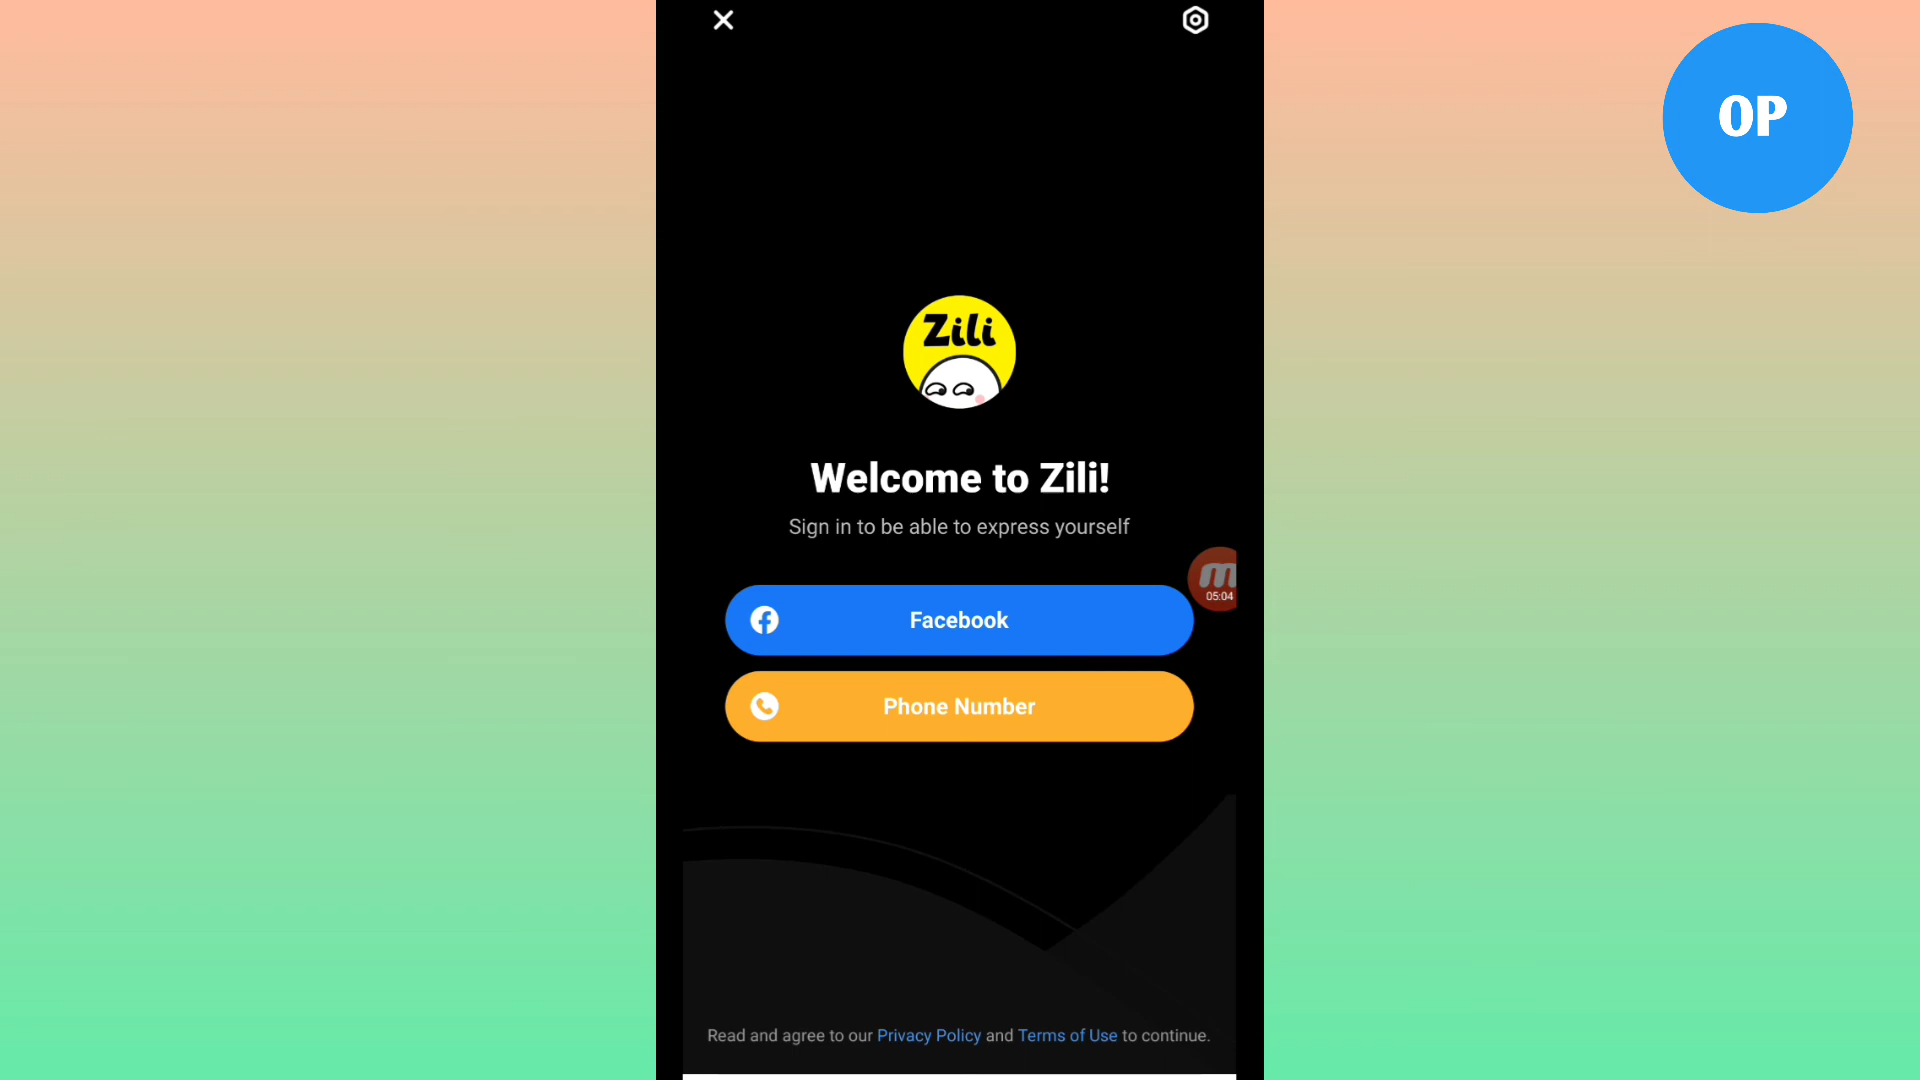 OP
Zili
Welcome to Zili!
Sign in to be able to express yourself
05:04
Facebook
Phone Number
Read and agree to our Privacy Policy and Terms of Use to continue.